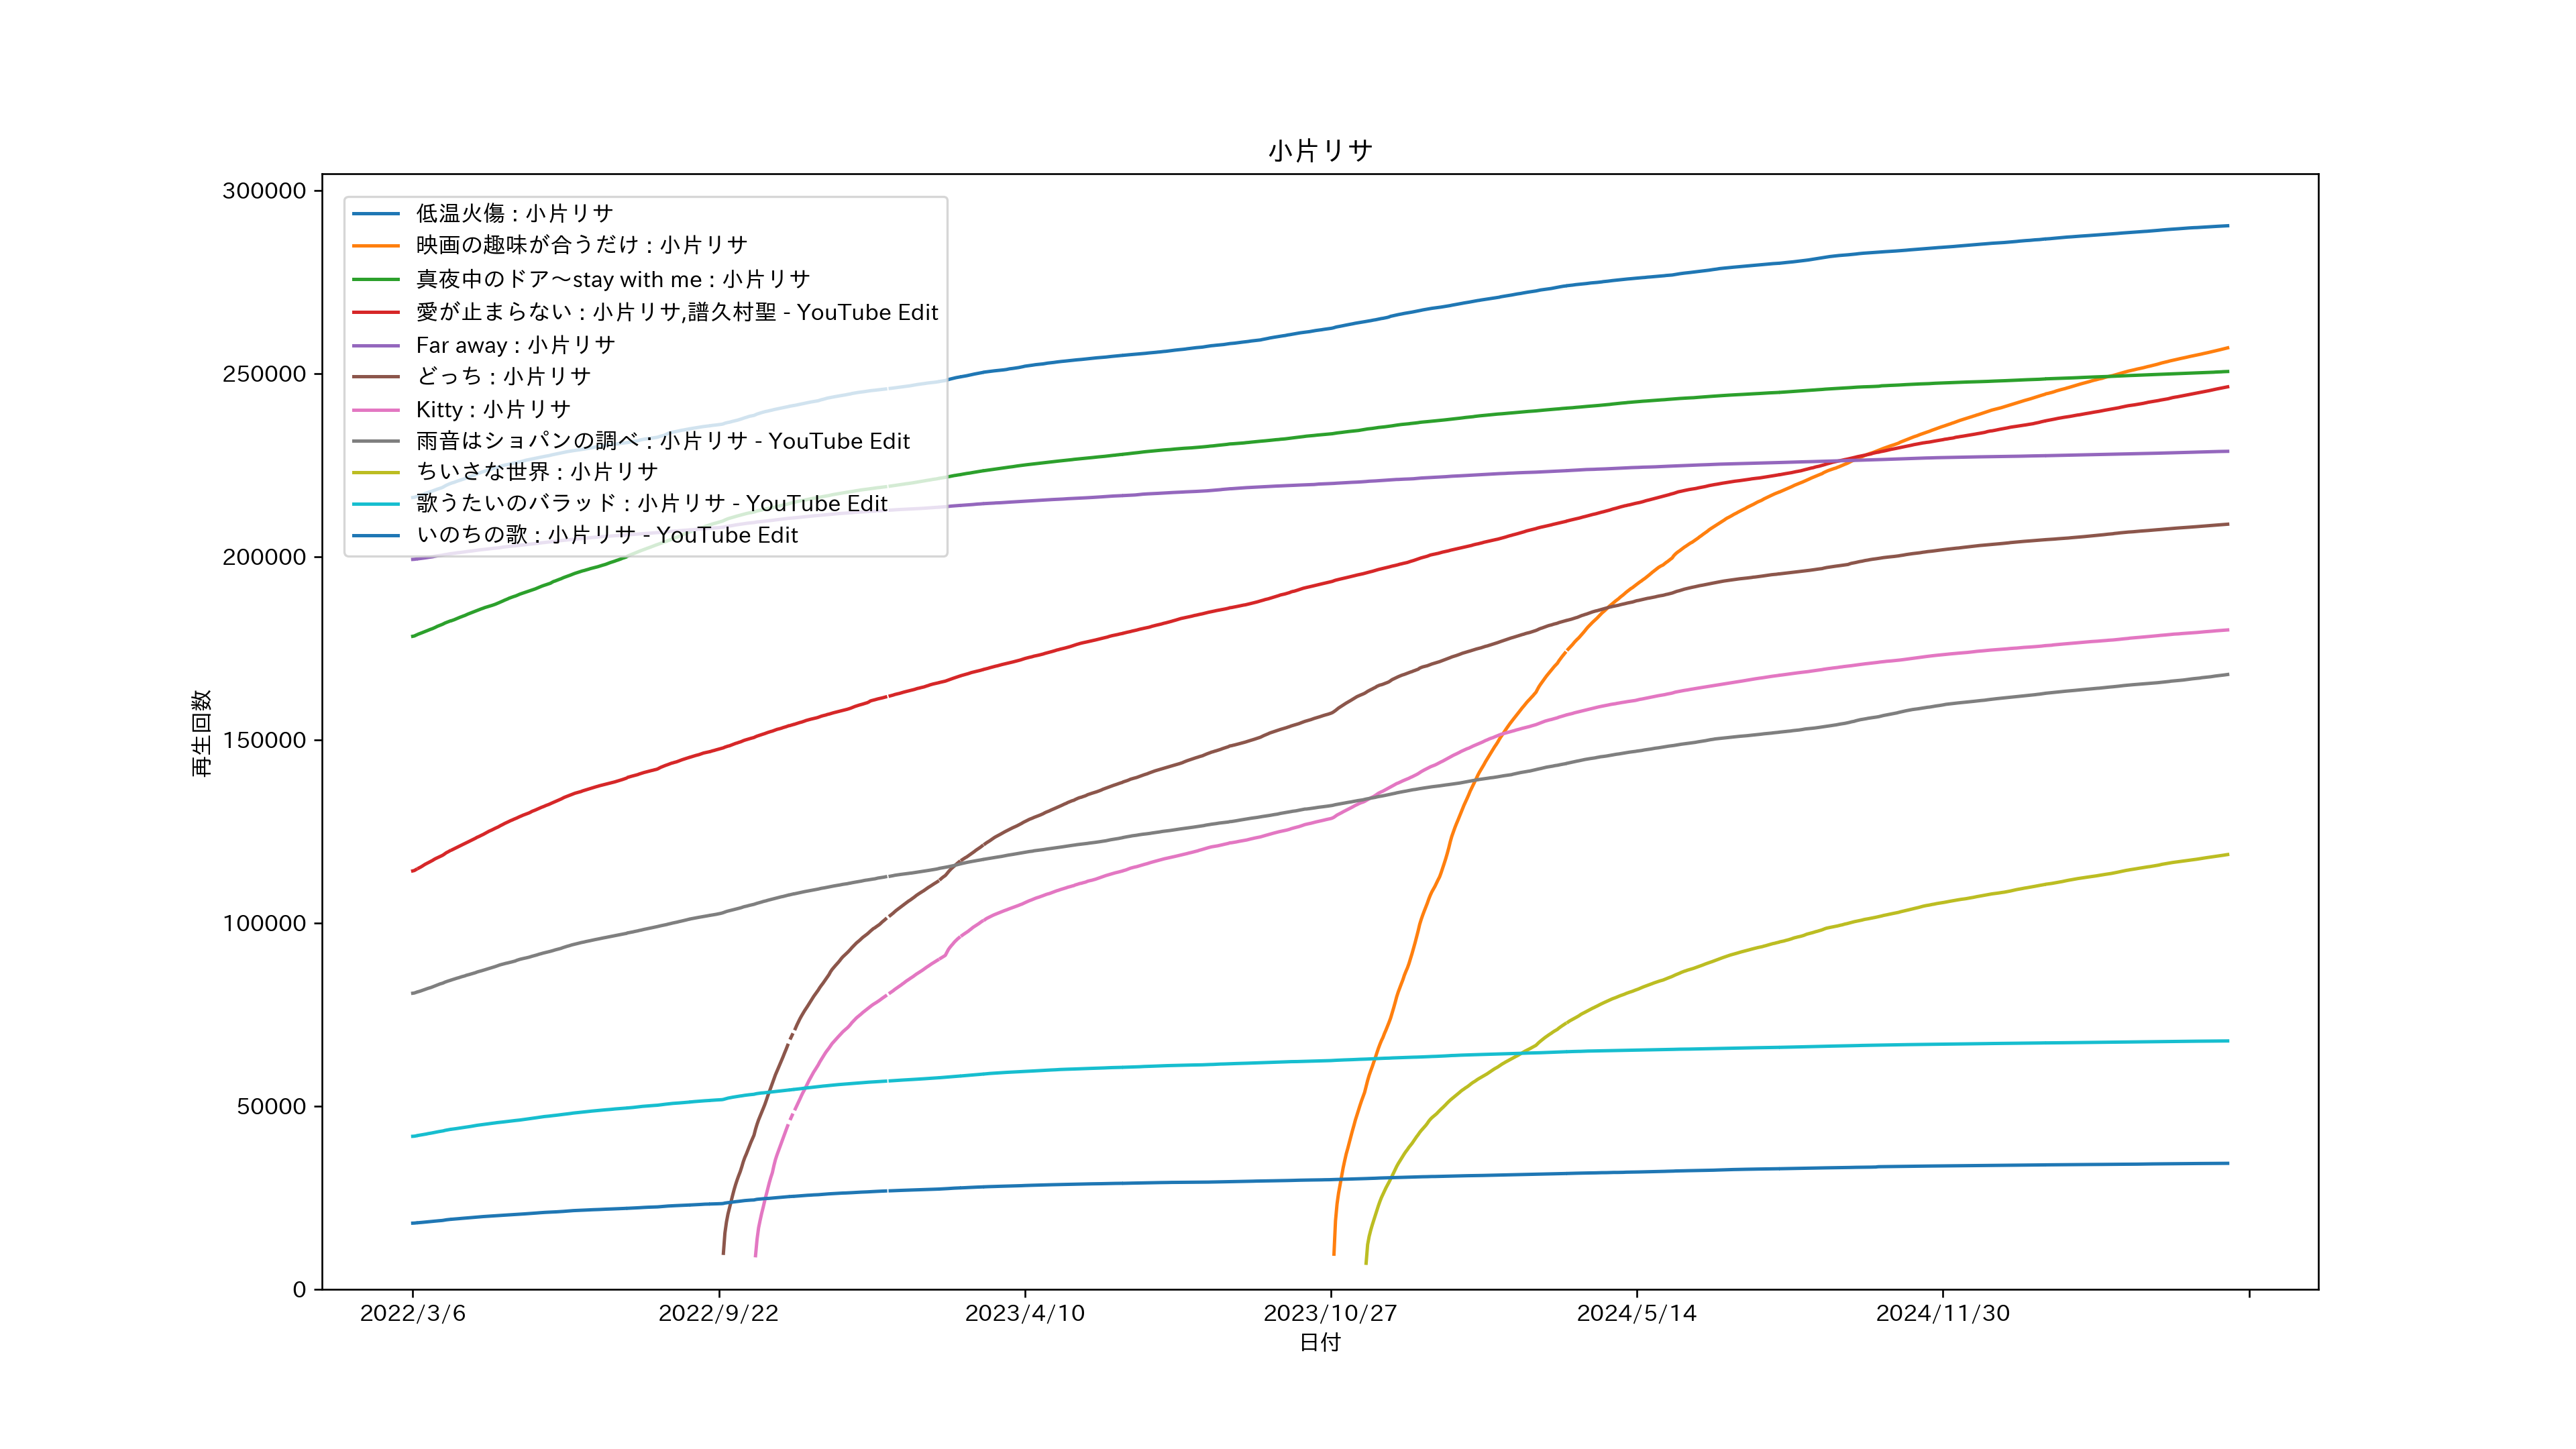 小片リサ
300000
250000
200000
150000
100000
50000
0
再生回数
低温火傷 : 小片リサ
映画の趣味が合うだけ : 小片リサ
真夜中のドア～stay with me : 小片リサ
愛が止まらない : 小片リサ,譜久村聖 - YouTube Edit
Far away : 小片リサ
どっち : 小片リサ
Kitty : 小片リサ
雨音はショパンの調べ : 小片リサ - YouTube Edit
ちいさな世界 : 小片リサ
歌うたいのバラッド : 小片リサ - YouTube Edit
いのちの歌 : 小片リサ - YouTube Edit
2022/3/6 2022/9/22 2023/4/10 2023/10/27 2024/5/14 2024/11/30
日付